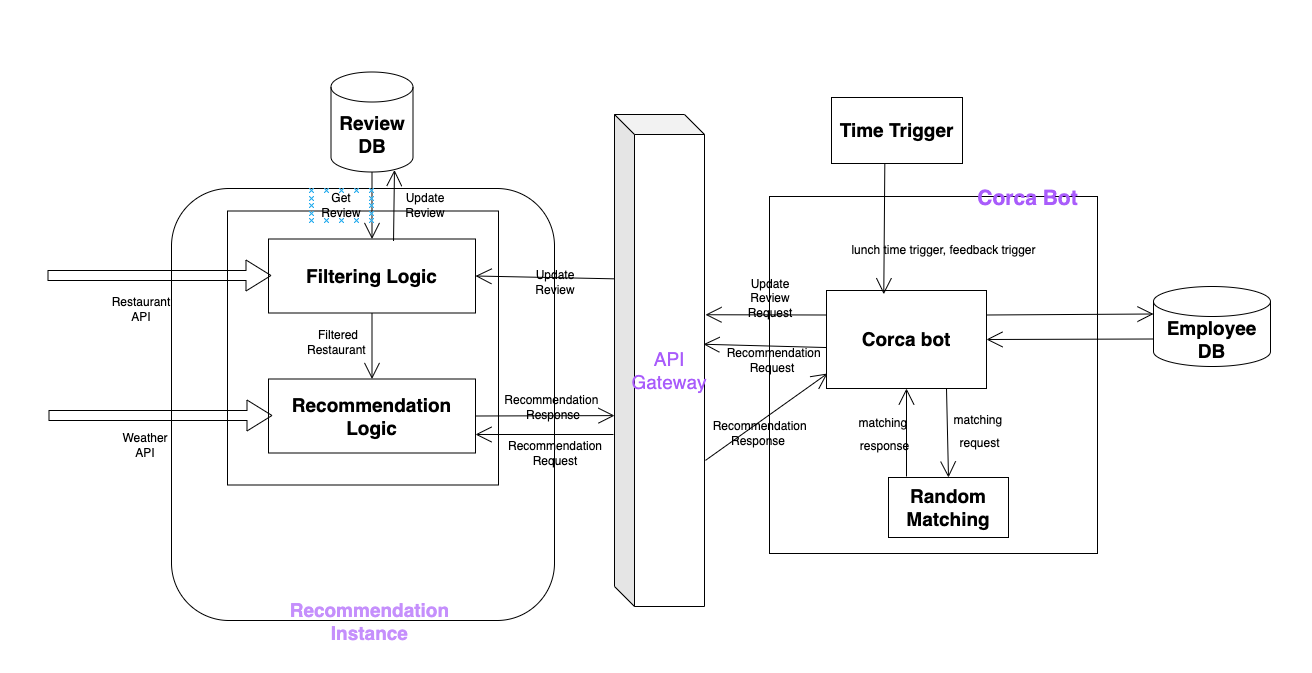 Review
DB
Time Trigger
Get
Review
Update
Review
Corca Bot
lunch time trigger, feedback trigger
Filtering Logic
Restaurant
API
Update
Review
Update
Review
Request
Corca bot
Employee
DB
Filtered
Restaurant
API
Gateway
Recommendation
Request
Recommendation
Logic
Recommendation
Response
Recommendation
Request
Recommendation
Response
matching
response
matching
request
Weather
API
Random
Matching
Recommendation
Instance